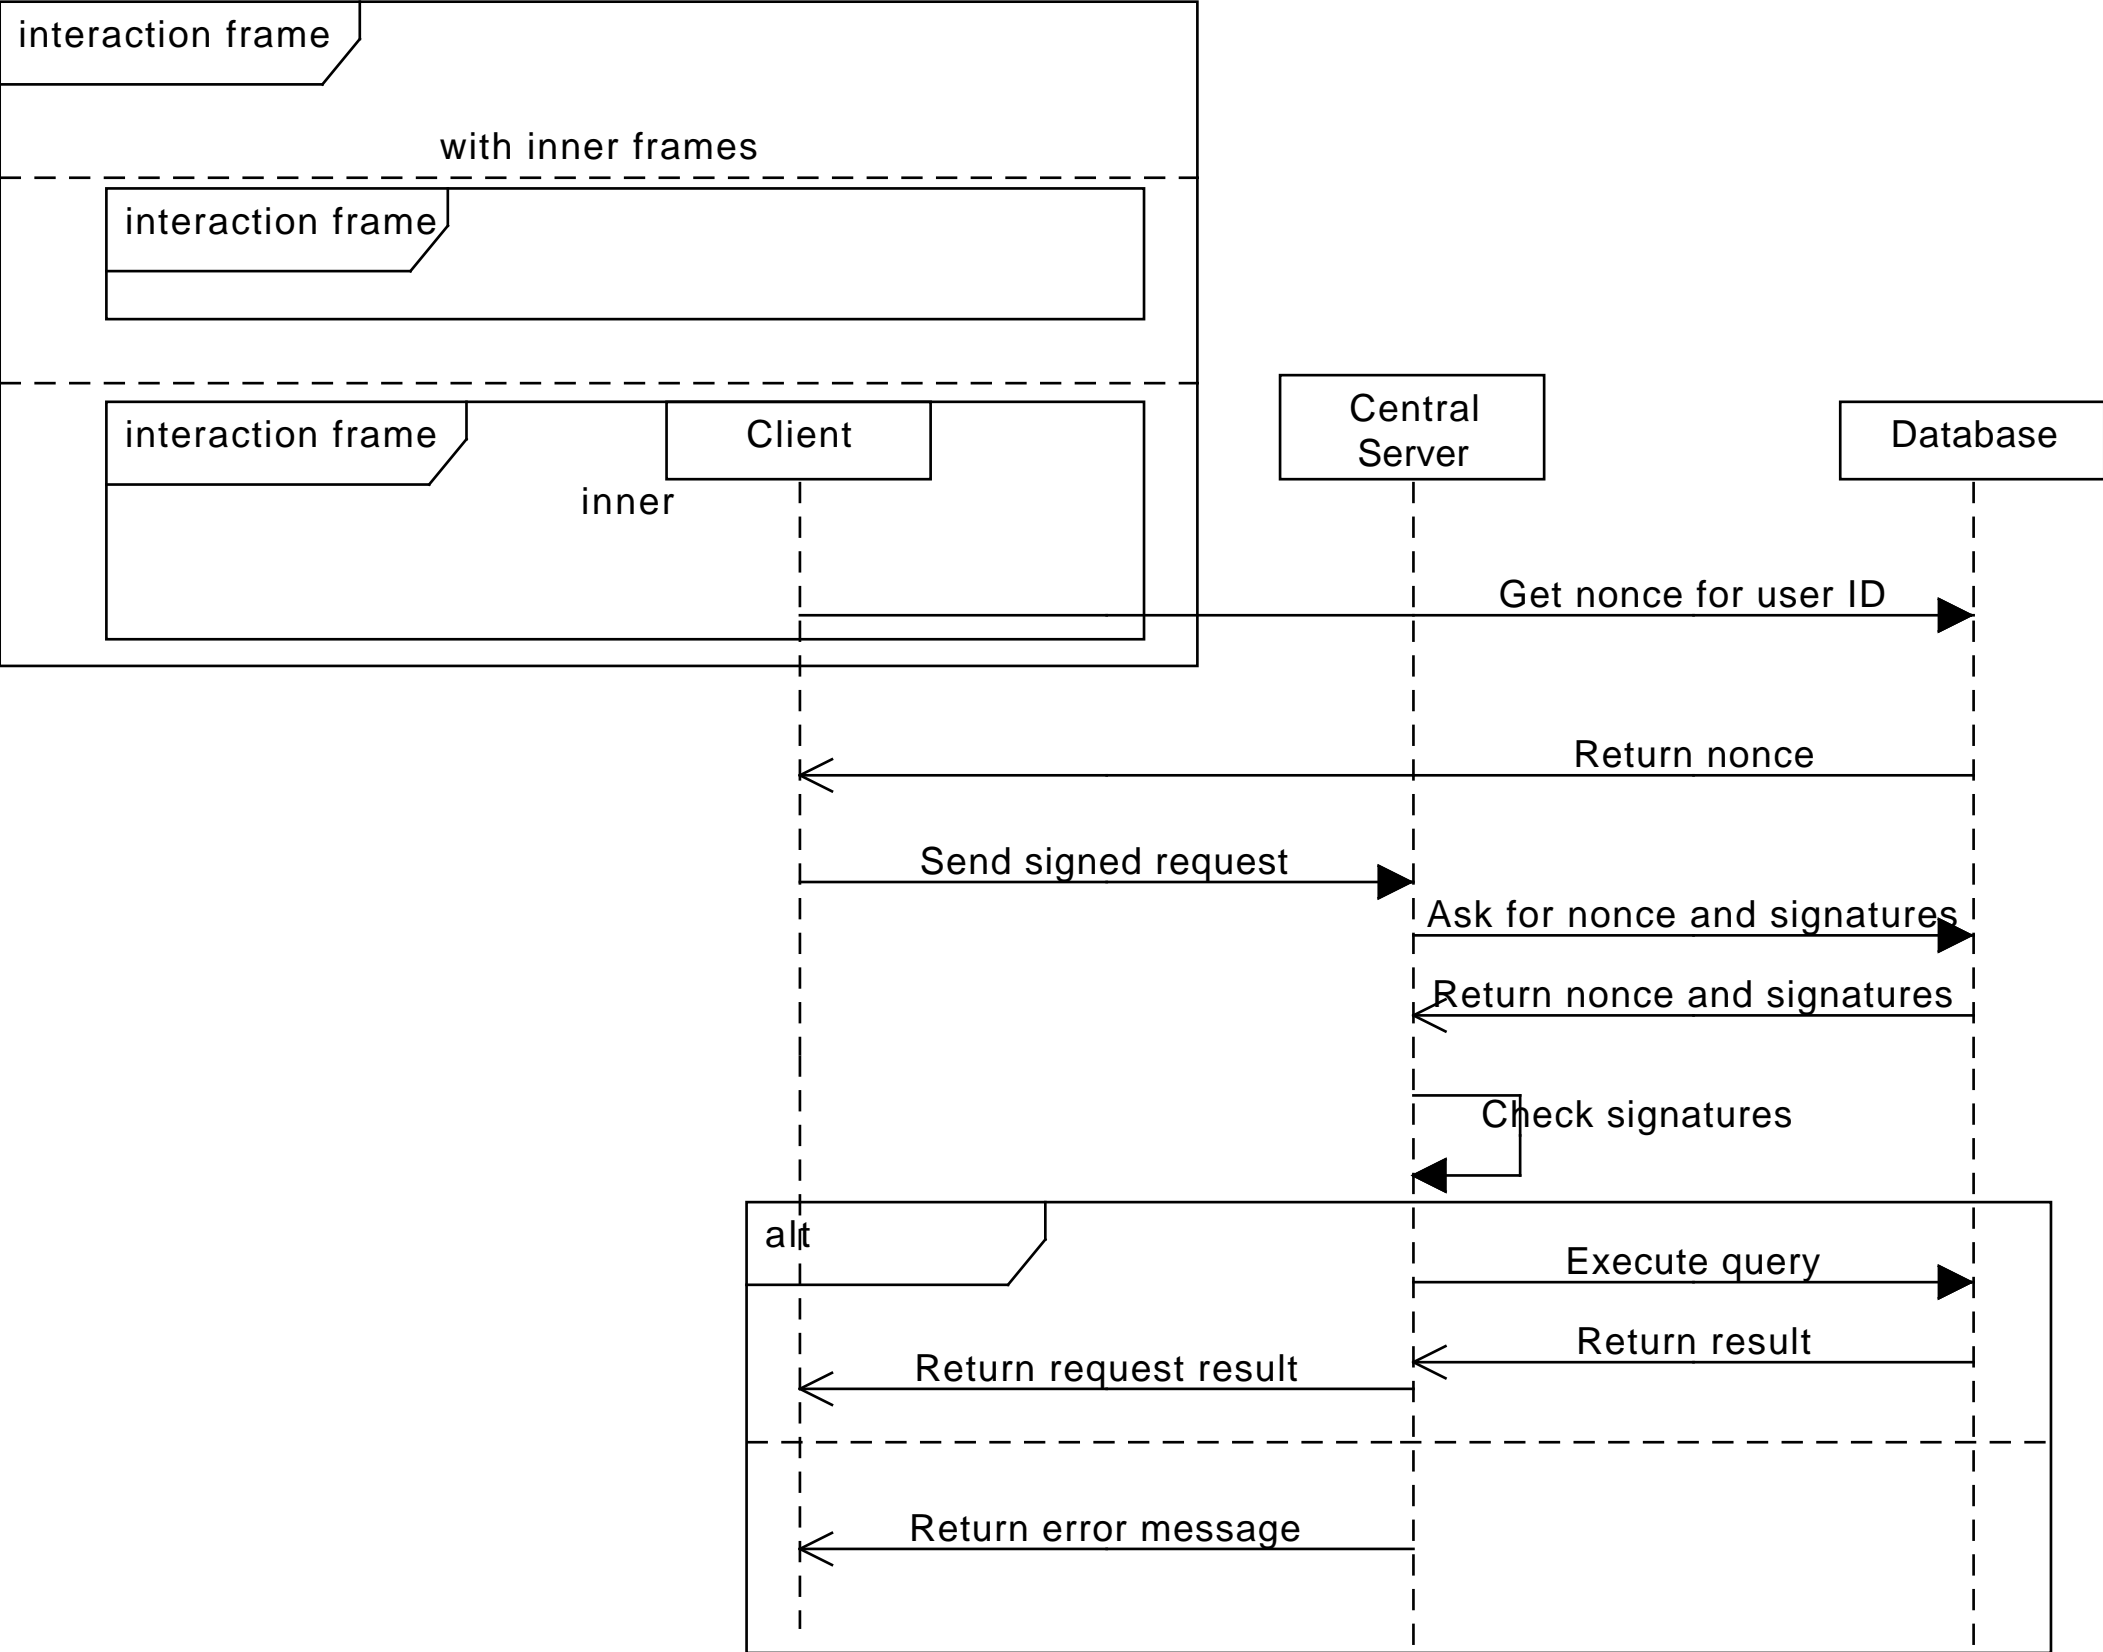 interaction frame
with inner frames
interaction frame
interaction frame
Client
Central
Server
Database
inner
Get nonce for user ID
Return nonce
Send signed request
Ask for nonce and signatures
Return nonce and signatures
Check signatures
alt
Execute query
Return result
Return request result
Return error message